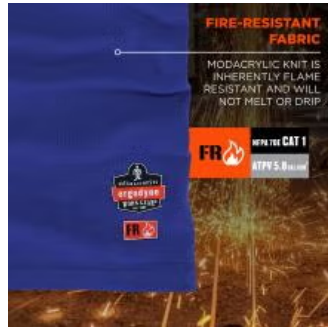 FIRE-RESISTANT
FABRIC
MODACRYLIC KNIT IS
INHERENTLY FLAME
RESISTANT AND WILL
NOT MELT OR DRIP
FR
NFPA 70E CAT 1
ATPV 5.8
ergodyne
FR